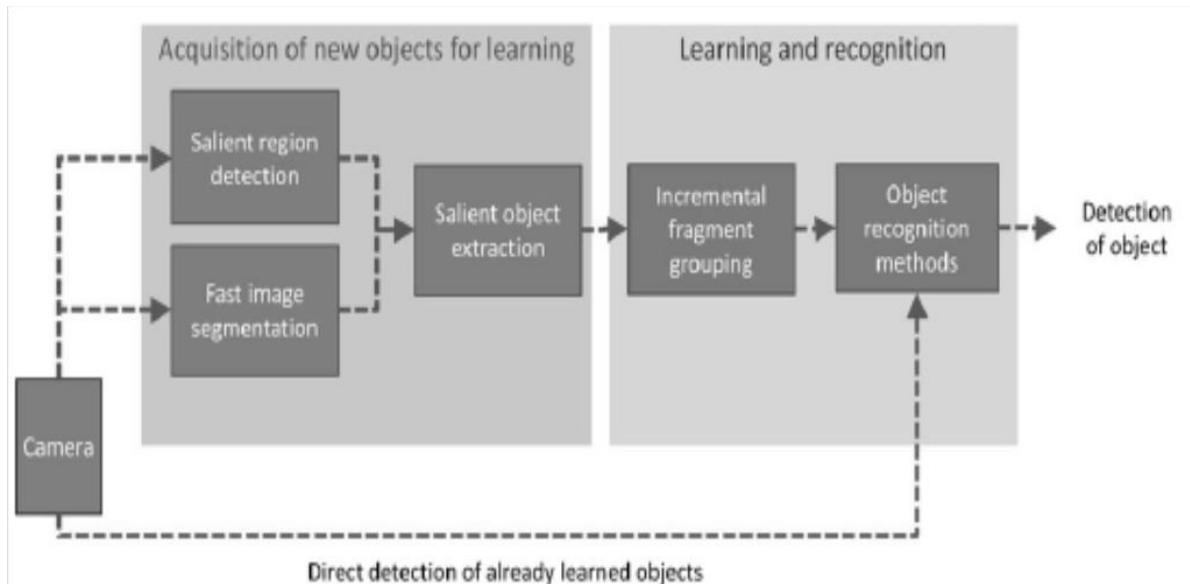 Acquisition of new objects for learning
Learning and recognition
Salient region
detection
Fast image
segmentation
Salient object
extraction
Incremental
fragment
grouping
Object
recognition
methods
Detection
of object
Camera
Direct detection of already learned objects